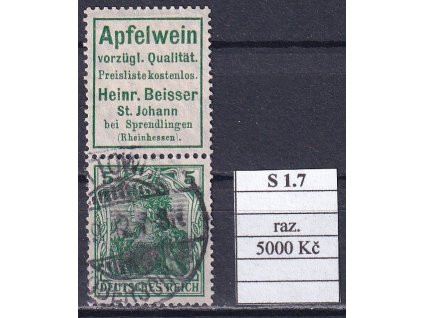 Apfelwein
vorzügl. Qualität.
Preisliste kostenlos.
Heinr. Beisser
St. Johann
bei Sprendlingen
(Rheinhessen).
5 5
DEUTSCHES REICH
S 1.7
raz.
5000 Kč